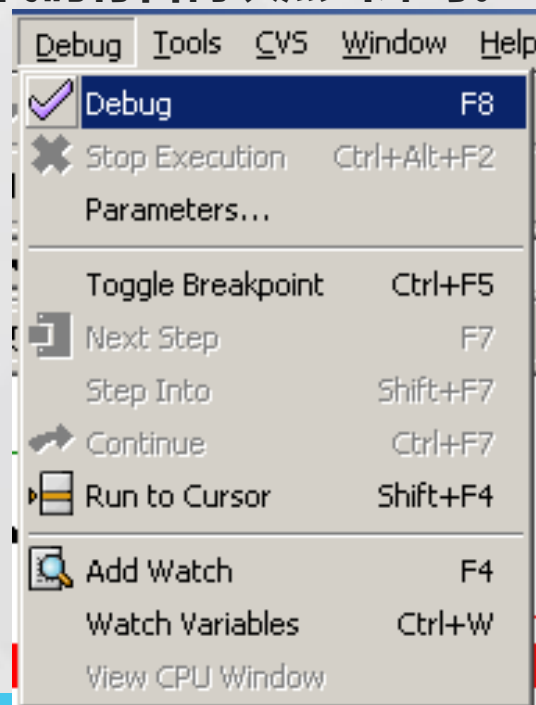 Debug Tools CVS Window Help
Debug F8
Stop Execution Ctrl+Alt+F2
Parameters...
Toggle Breakpoint Ctrl+F5
Next Step F7
Step Into Shift+F7
Continue Ctrl+F7
Run to Cursor Shift+F4
Add Watch F4
Watch Variables Ctrl+W
View CPU Window